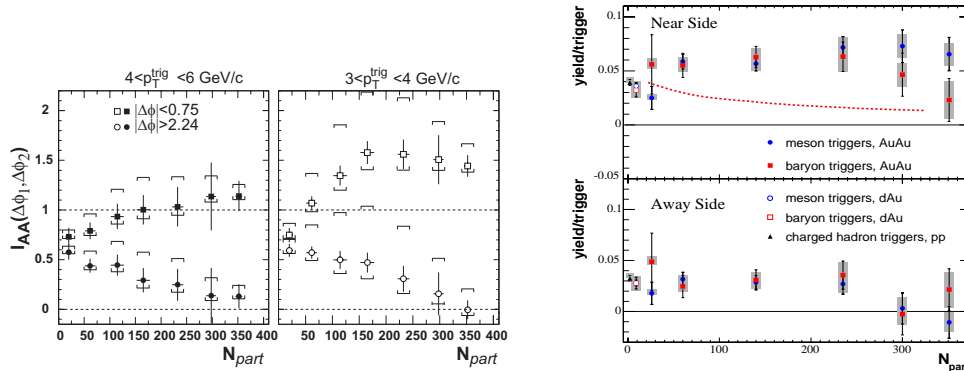 4<p_T^trig <6 GeV/c
3<p_T^trig <4 GeV/c
I_AA(Δϕ_1,Δϕ_2)
2
1.5
1
0.5
0
|Δϕ|<0.75
|Δϕ|>2.24
0 50 100 150 200 250 300 350 400
50 100 150 200 250 300 350 400
N_part
N_part
yield/trigger
0.1
0.05
0
-0.05
Near Side
meson triggers, AuAu
baryon triggers, AuAu
yield/trigger
0.1
0.05
0
Away Side
meson triggers, dAu
baryon triggers, dAu
charged hadron triggers, pp
0 100 200 300
N_part